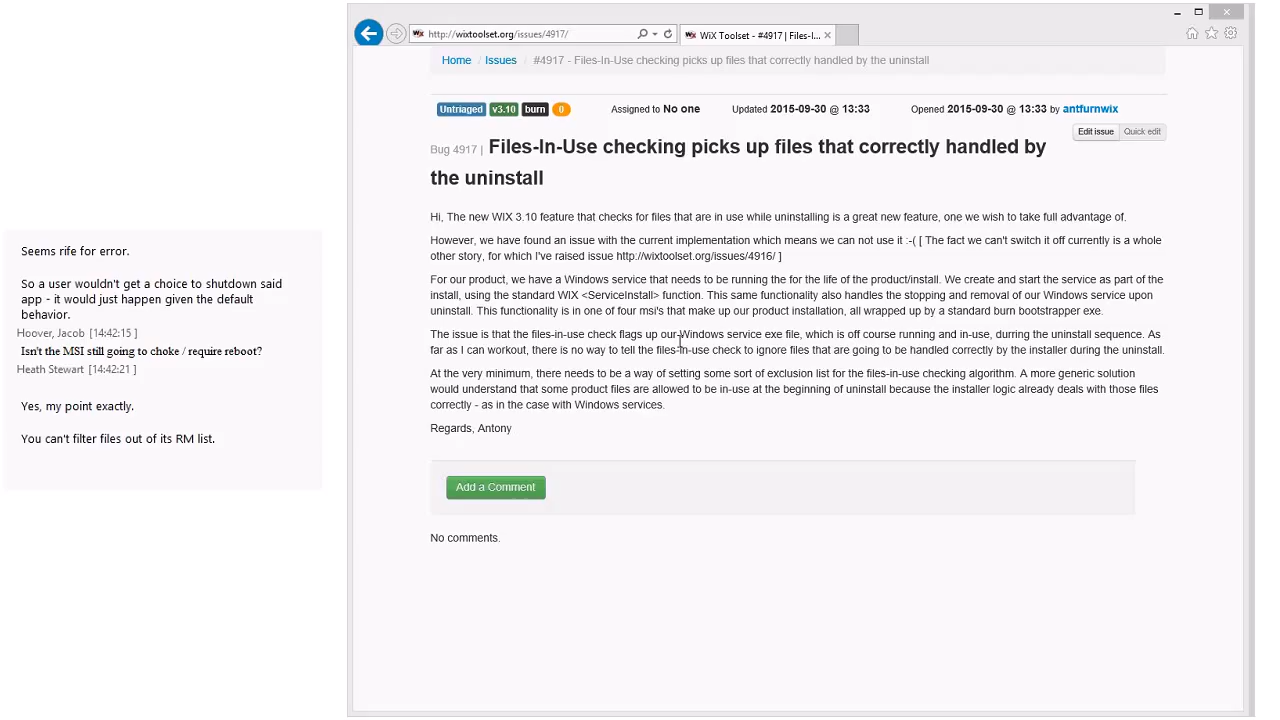 Seems rife for error.
So a user wouldn't get a choice to shutdown said
app - it would just happen given the default
behavior.
Hoover, Jacob [14:42:15 ]
Isn't the MSI still going to choke / require reboot?
Heath Stewart [14:42:21 ]
Yes, my point exactly.
You can't filter files out of its RM list.
http://wixtoolset.org/issues/4917/
WiX Toolset - #4917 | Files-I...
Home / Issues / #4917 - Files-In-Use checking picks up files that correctly handled by the uninstall
Untriaged v3.10 burn 0 Assigned to No one Updated 2015-09-30 @ 13:33 Opened 2015-09-30 @ 13:33 by antfurnwix
Edit issue Quick edit
Bug 4917 | Files-In-Use checking picks up files that correctly handled by
the uninstall
Hi, The new WIX 3.10 feature that checks for files that are in use while uninstalling is a great new feature, one we wish to take full advantage of.
However, we have found an issue with the current implementation which means we can not use it :-( [ The fact we can't switch it off currently is a whole
other story, for which I've raised issue http://wixtoolset.org/issues/4916/ ]
For our product, we have a Windows service that needs to be running the for the life of the product/install. We create and start the service as part of the
install, using the standard WIX <ServiceInstall> function. This same functionality also handles the stopping and removal of our Windows service upon
uninstall. This functionality is in one of four msi's that make up our product installation, all wrapped up by a standard burn bootstrapper exe.
The issue is that the files-in-use check flags up our Windows service exe file, which is off course running and in-use, durring the uninstall sequence. As
far as I can workout, there is no way to tell the files-in-use check to ignore files that are going to be handled correctly by the installer during the uninstall.
At the very minimum, there needs to be a way of setting some sort of exclusion list for the files-in-use checking algorithm. A more generic solution
would understand that some product files are allowed to be in-use at the beginning of uninstall because the installer logic already deals with those files
correctly - as in the case with Windows services.
Regards, Antony
Add a Comment
No comments.